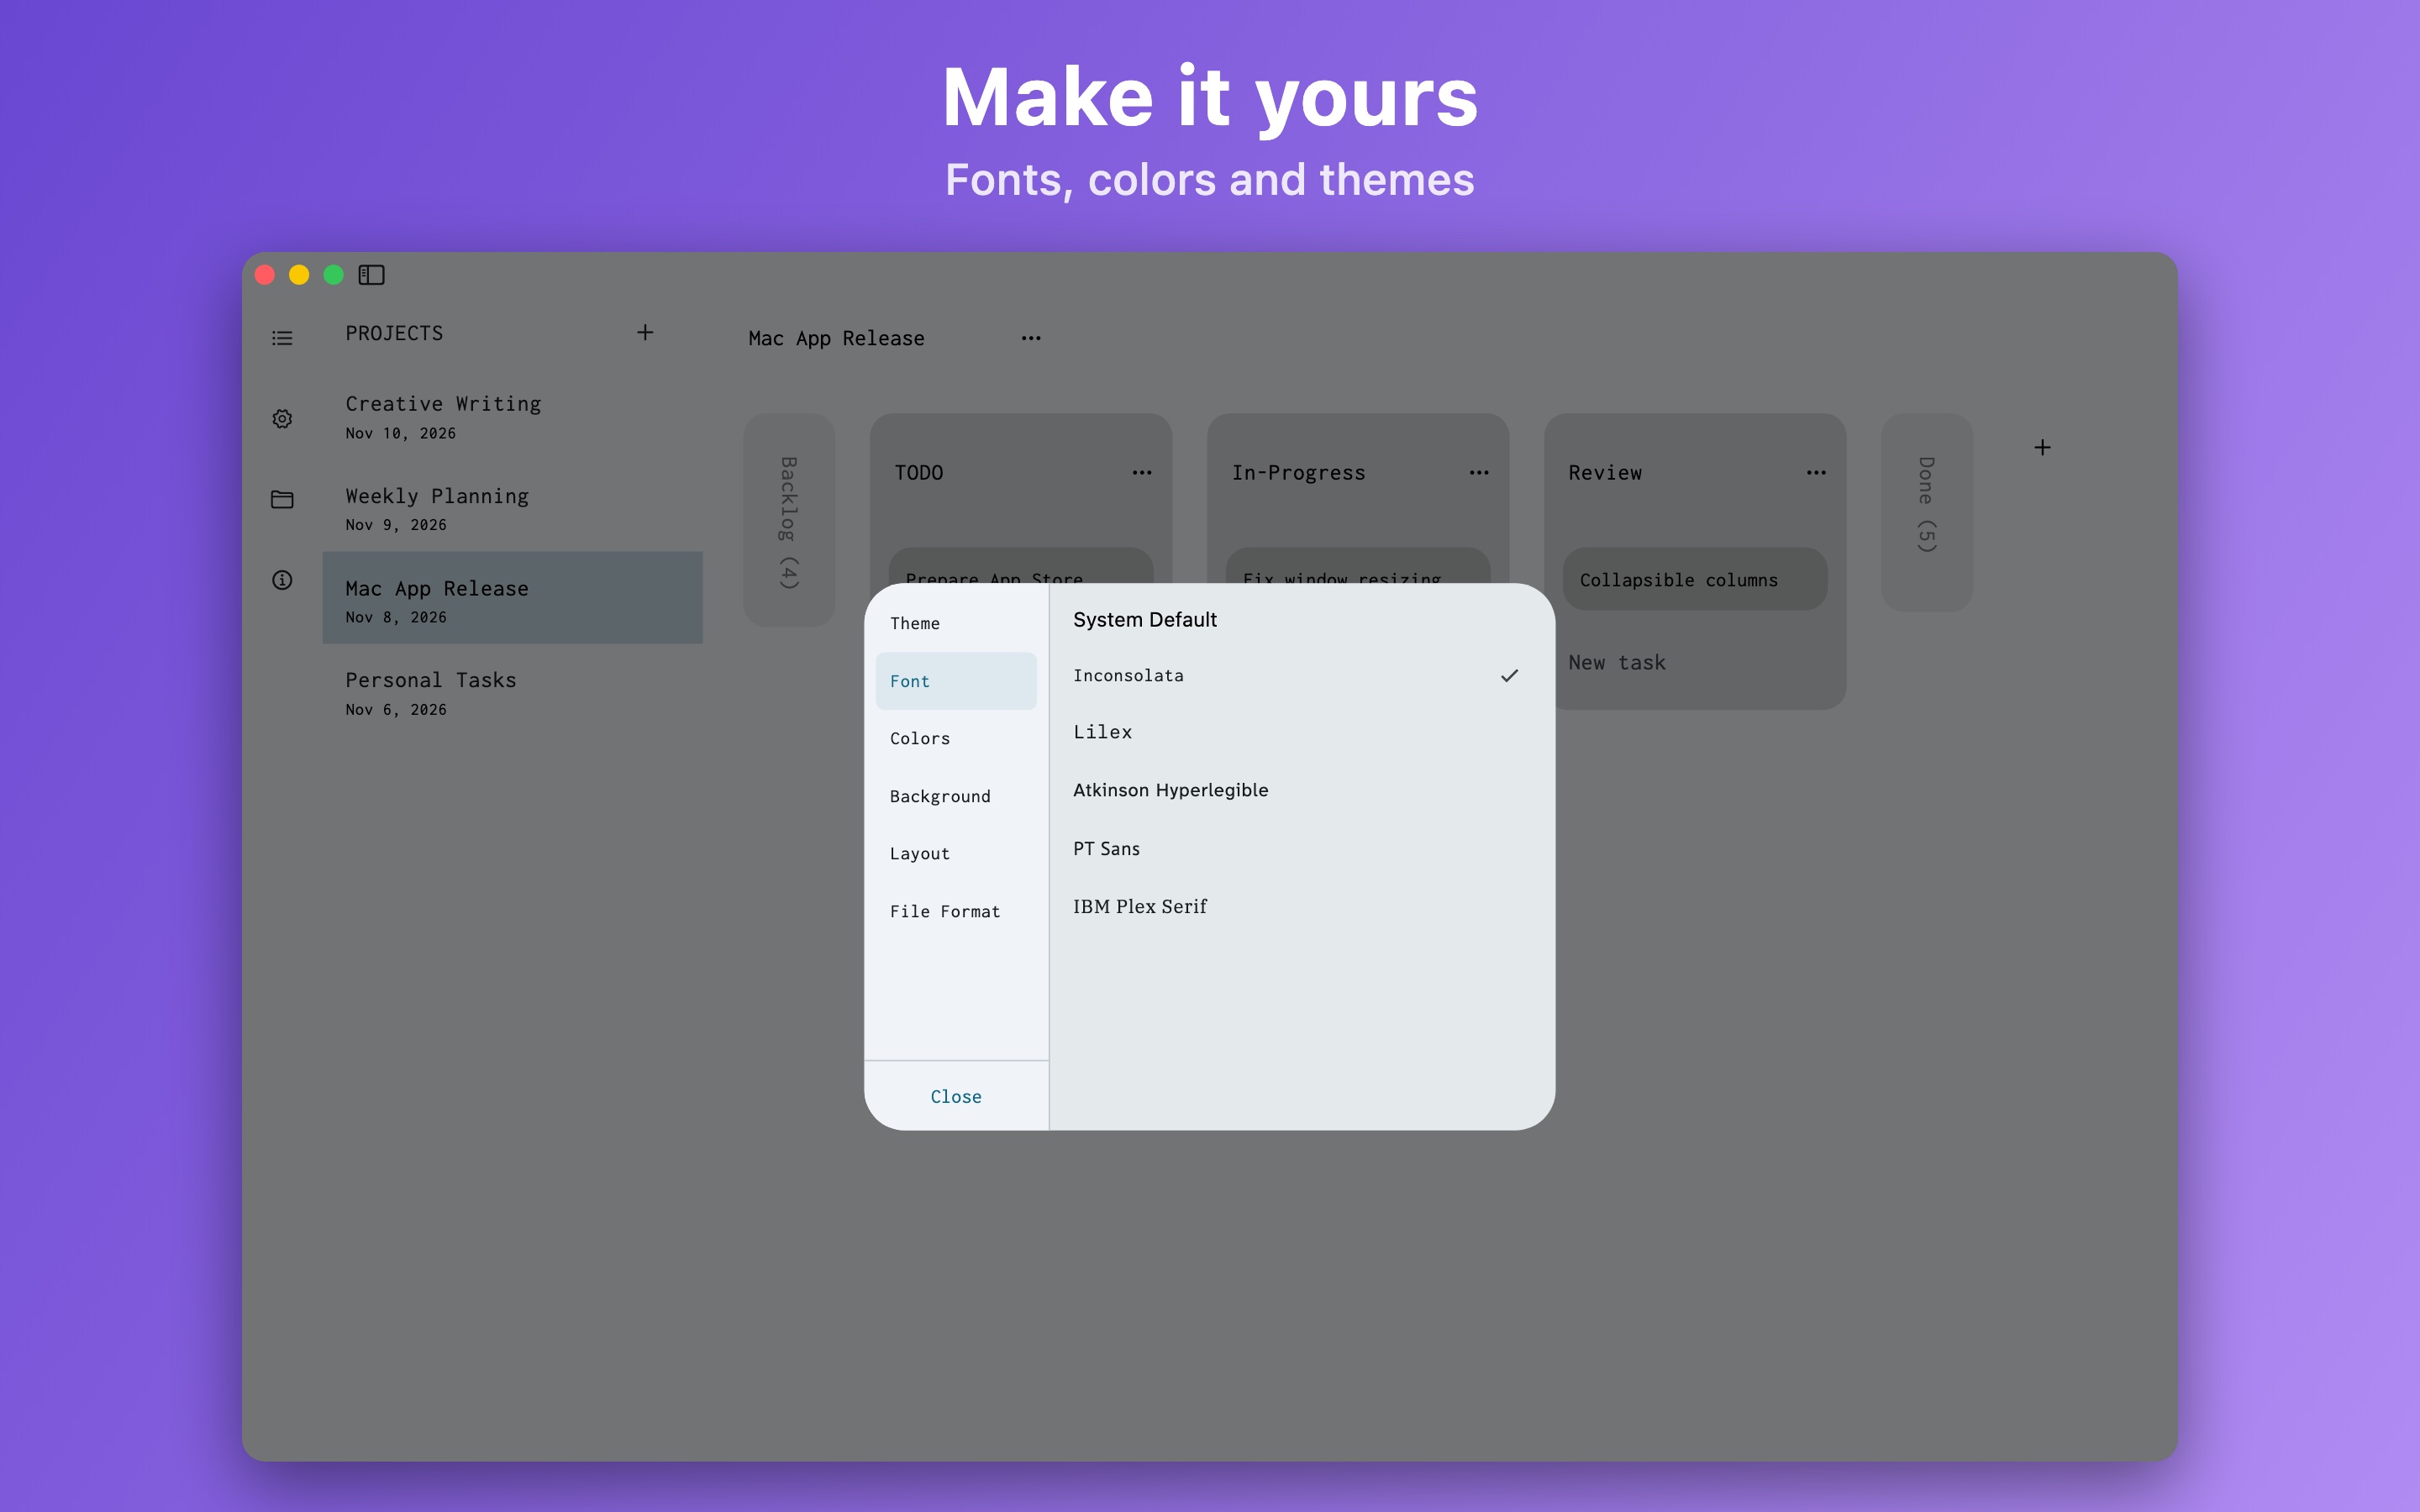 Make it yours
Fonts, colors and themes
PROJECTS
Creative Writing
Nov 10, 2026
Weekly Planning
Nov 9, 2026
Mac App Release
Nov 8, 2026
Personal Tasks
Nov 6, 2026
Mac App Release
Backlog (4)
TODO
Prepare App Store
In-Progress
Fix window resizing
Review
Collapsible columns
New task
Done (5)
Theme
Font
Colors
Background
Layout
File Format
Close
System Default
Inconsolata
Lilex
Atkinson Hyperlegible
PT Sans
IBM Plex Serif